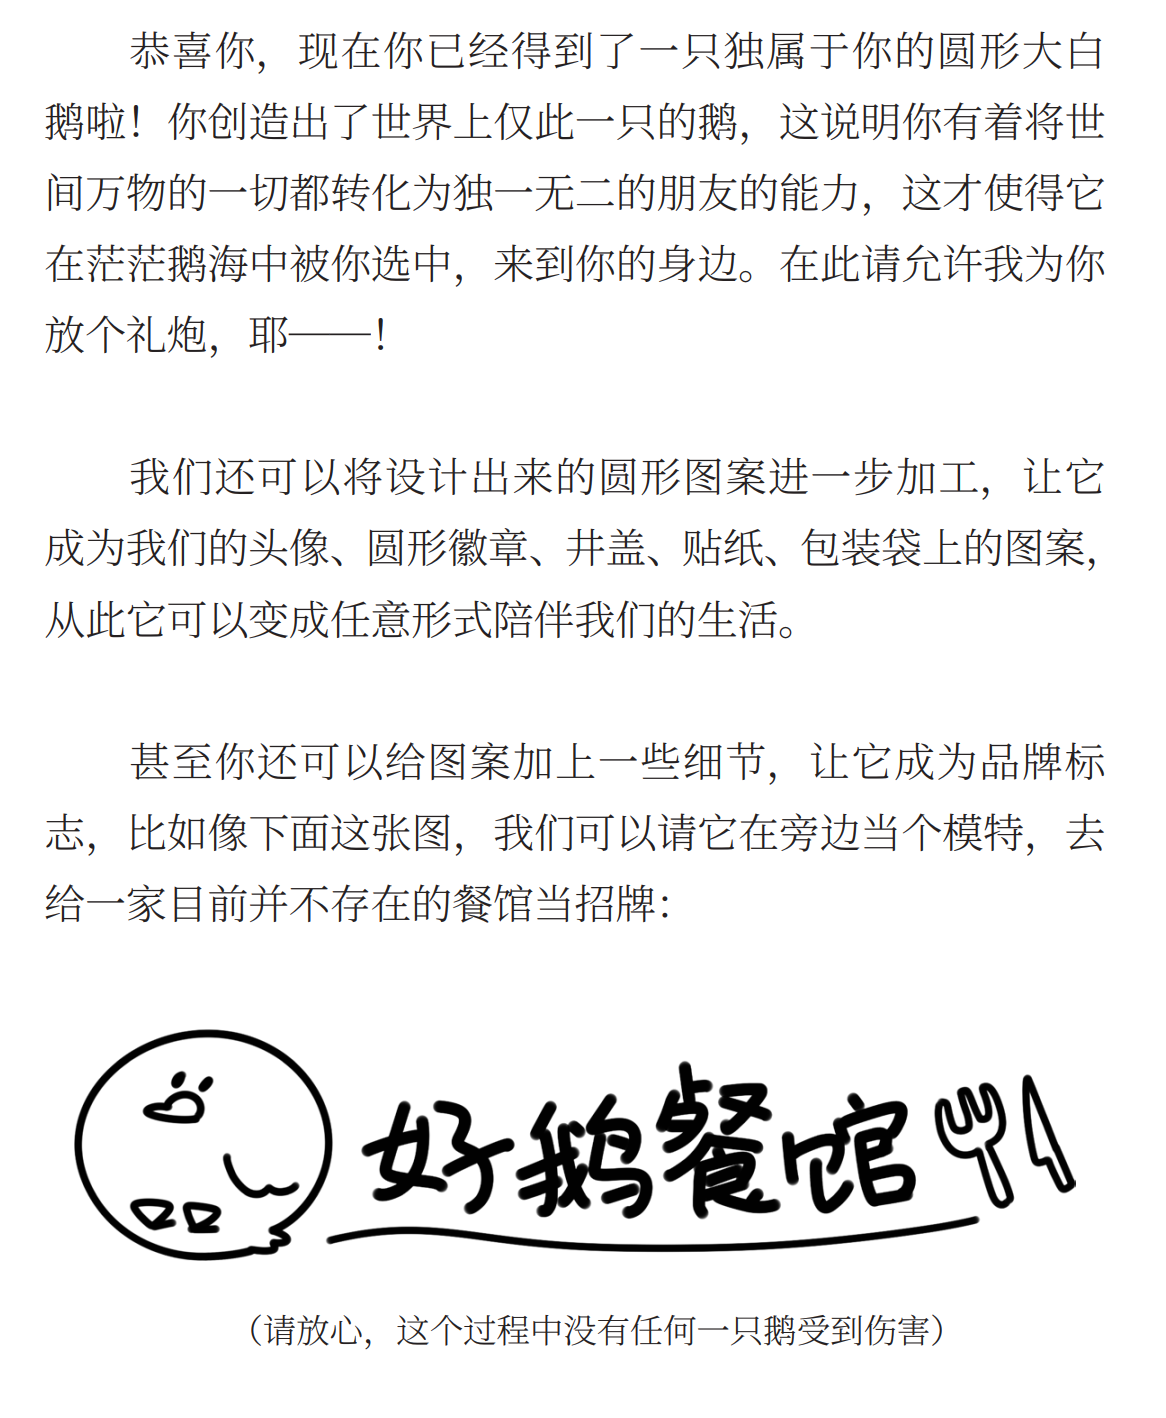 恭喜你，现在你已经得到了一只独属于你的圆形大白
鹅啦！你创造出了世界上仅此一只的鹅，这说明你有着将世
间万物的一切都转化为独一无二的朋友的能力，这才使得它
在茫茫鹅海中被你选中，来到你的身边。在此请允许我为你
放个礼炮，耶——！
我们还可以将设计出来的圆形图案进一步加工，让它
成为我们的头像、圆形徽章、井盖、贴纸、包装袋上的图案，
从此它可以变成任意形式陪伴我们的生活。
甚至你还可以给图案加上一些细节，让它成为品牌标
志，比如像下面这张图，我们可以请它在旁边当个模特，去
给一家目前并不存在的餐馆当招牌：
好鹅餐馆
（请放心，这个过程中没有任何一只鹅受到伤害）